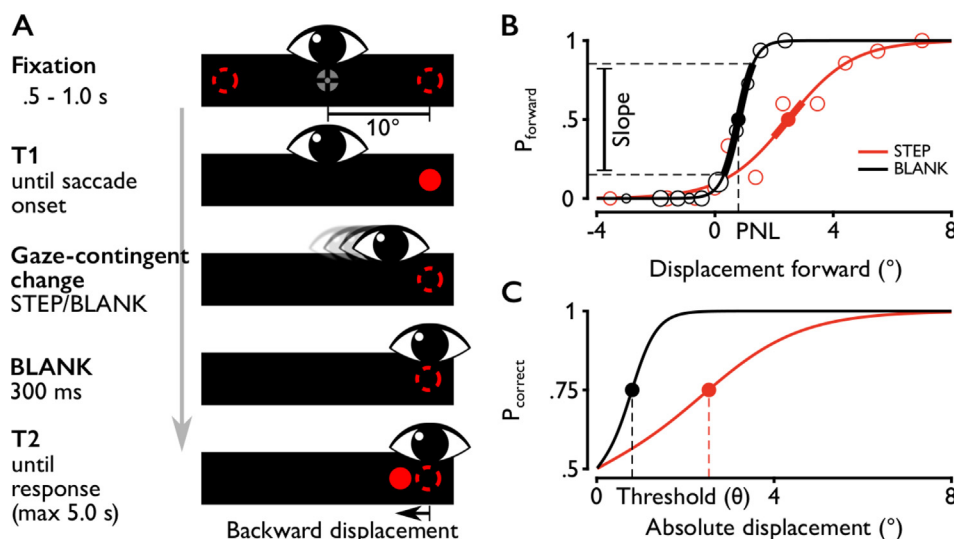 A
Fixation
.5 - 1.0 s
10°
T1
until saccade
onset
Gaze-contingent
change
STEP/BLANK
BLANK
300 ms
T2
until
response
(max 5.0 s)
Backward displacement
B
1
.5
0
Pforward
Slope
STEP
BLANK
-4
0
PNL
4
8
Displacement forward (°)
C
1
.75
.5
Pcorrect
0
Threshold (θ)
4
8
Absolute displacement (°)